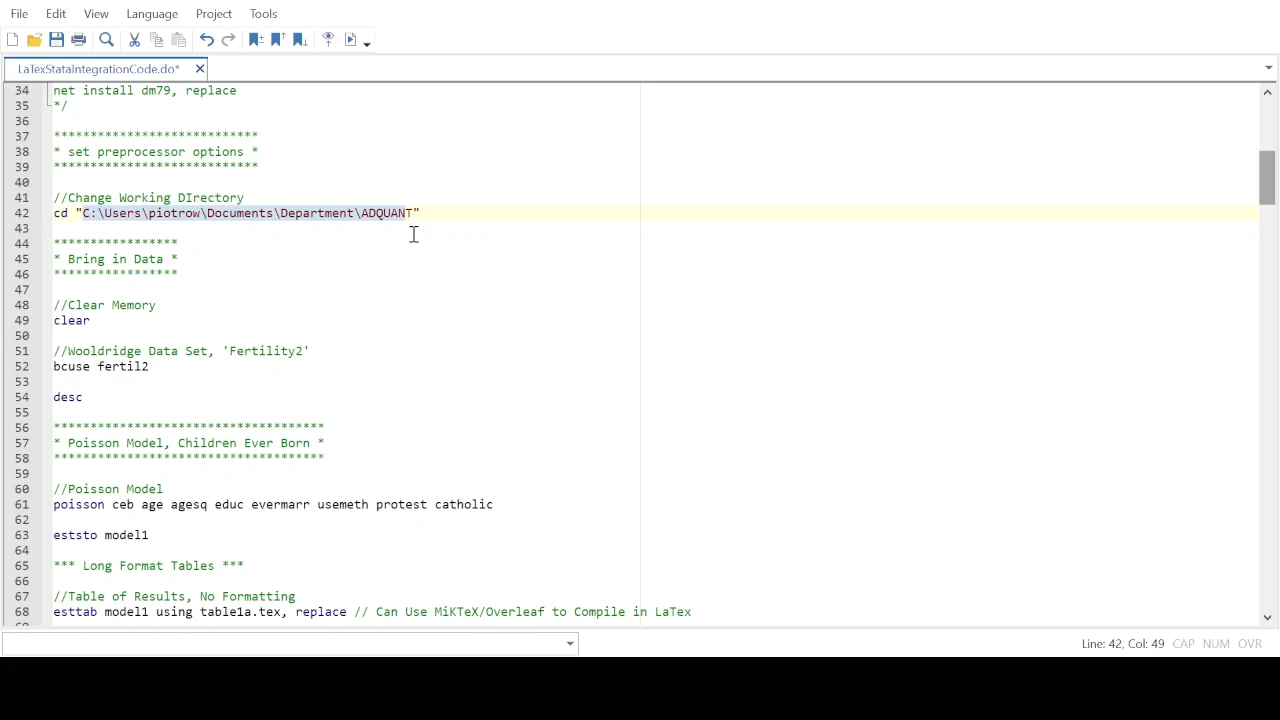 File Edit View Language Project Tools
LaTexStataIntegrationCode.do*
34 net install dm79, replace
35 */
36
37 ****************************
38 * set preprocessor options *
39 ****************************
40
41 //Change Working DIrectory
42 cd "C:\Users\piotrow\Documents\Department\ADQUANT"
43
44 *****************
45 * Bring in Data *
46 *****************
47
48 //Clear Memory
49 clear
50
51 //Wooldridge Data Set, 'Fertility2'
52 bcuse fertil2
53
54 desc
55
56 *************************************
57 * Poisson Model, Children Ever Born *
58 *************************************
59
60 //Poisson Model
61 poisson ceb age agesq educ evermarr usemeth protest catholic
62
63 eststo model1
64
65 *** Long Format Tables ***
66
67 //Table of Results, No Formatting
68 esttab model1 using table1a.tex, replace // Can Use MiKTeX/Overleaf to Compile in LaTex
Line: 42, Col: 49 CAP NUM OVR